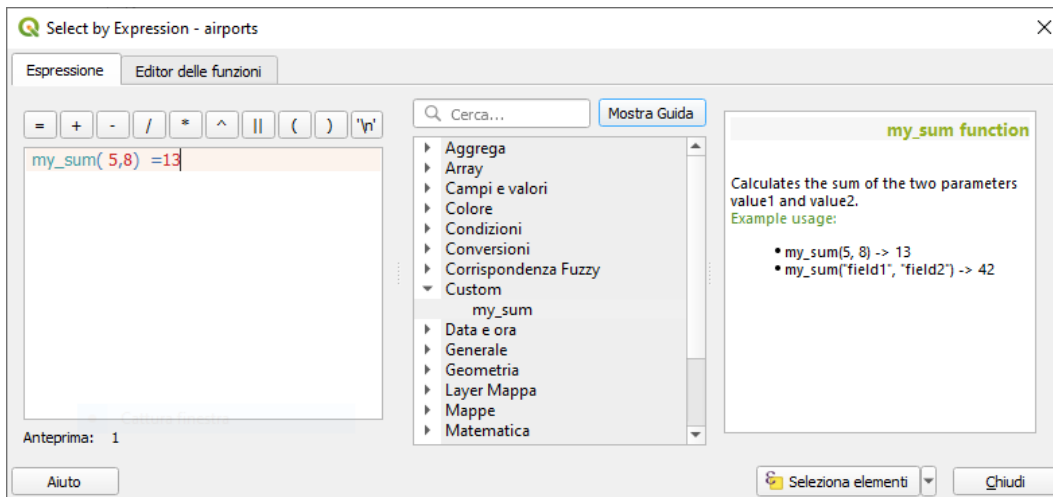 Select by Expression - airports
Espressione
Editor delle funzioni
= + - / * ^ || ( ) '\n'
my_sum( 5,8) =13
Anteprima: 1
Cerca...
Mostra Guida
Aggrega
Array
Campi e valori
Colore
Condizioni
Conversioni
Corrispondenza Fuzzy
Custom
my_sum
Data e ora
Generale
Geometria
Layer Mappa
Mappe
Matematica
my_sum function
Calculates the sum of the two parameters
value1 and value2.
Example usage:
my_sum(5, 8) -> 13
my_sum("field1", "field2") -> 42
Aiuto
Seleziona elementi
Chiudi